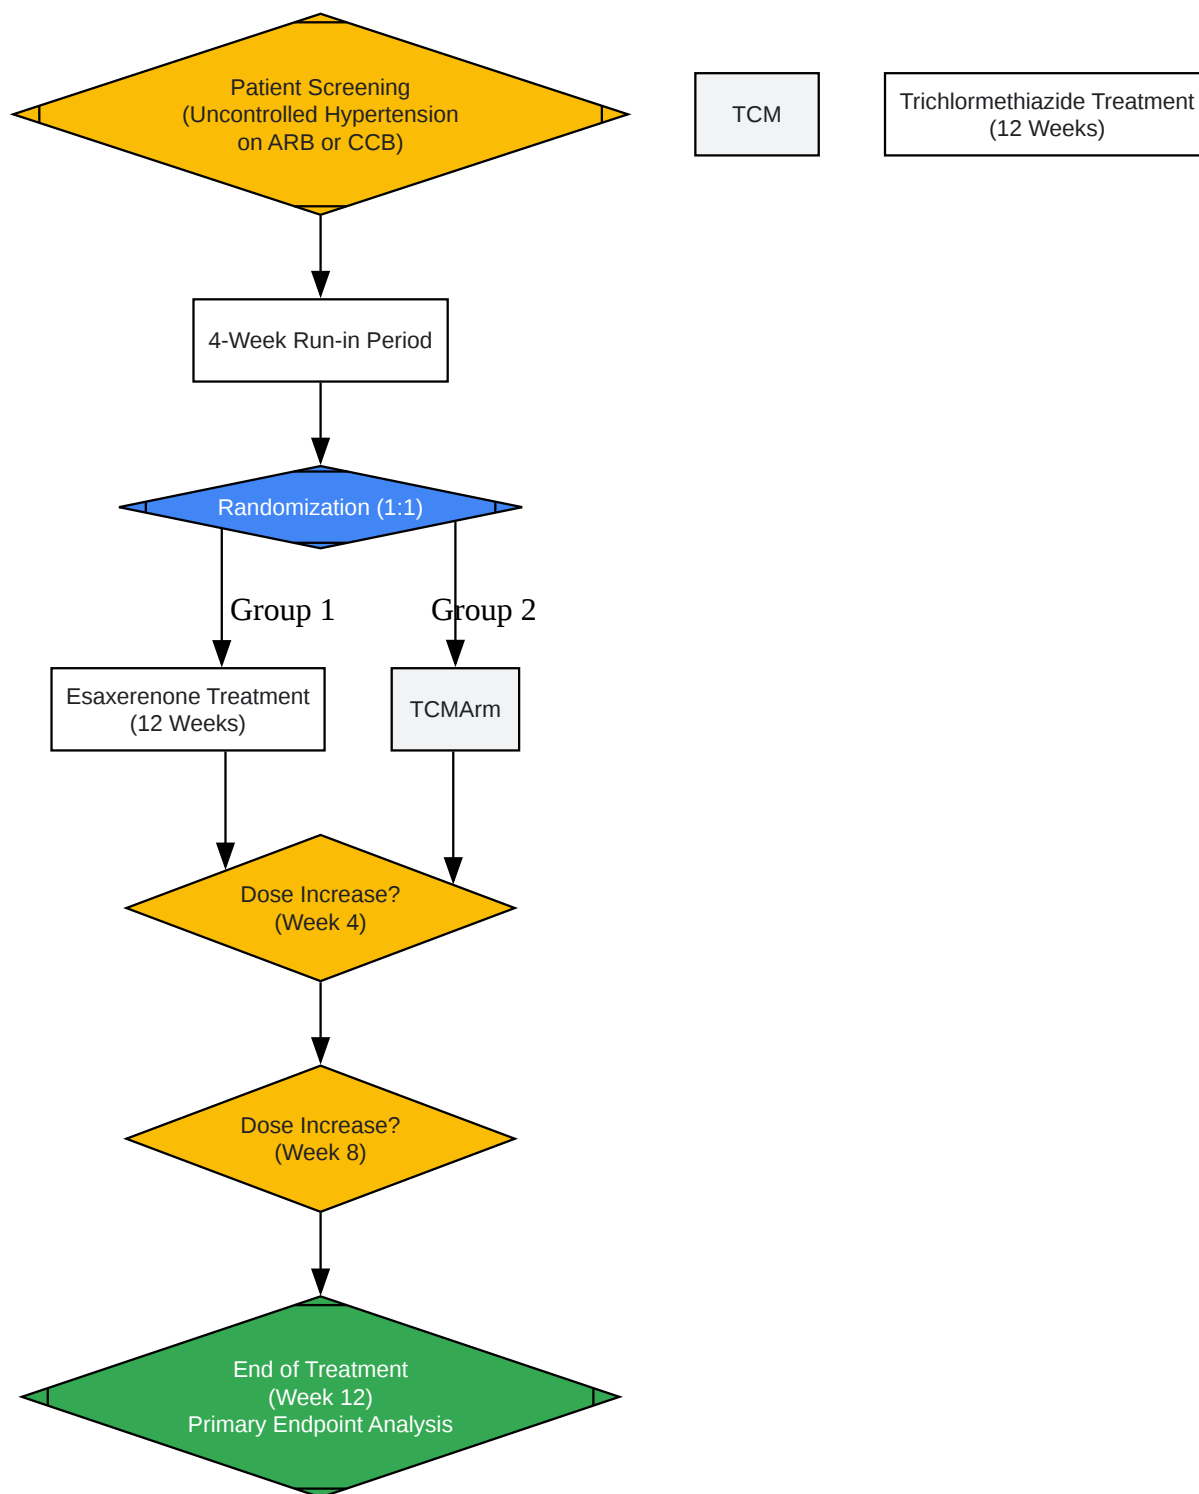 Patient Screening
(Uncontrolled Hypertension
on ARB or CCB)
TCM
Trichlormethiazide Treatment
(12 Weeks)
4-Week Run-in Period
Randomization (1:1)
Group 1
Group 2
Esaxerenone Treatment
(12 Weeks)
TCMArm
Dose Increase?
(Week 4)
Dose Increase?
(Week 8)
End of Treatment
(Week 12)
Primary Endpoint Analysis